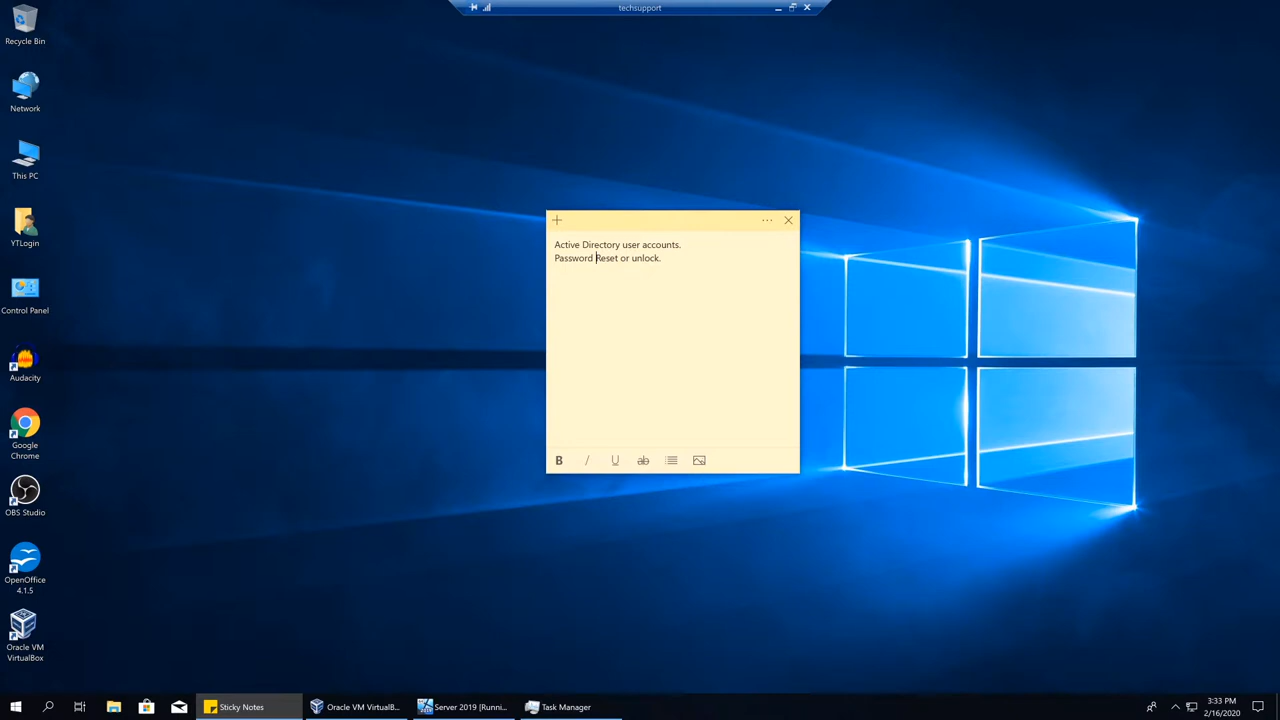 techsupport
Recycle Bin
Network
This PC
YTLogin
Control Panel
Audacity
Google
Chrome
OBS Studio
OpenOffice
4.1.5
Oracle VM
VirtualBox
Active Directory user accounts.
Password Reset or unlock.
B / U ab
Sticky Notes
Oracle VM VirtualB...
Server 2019 [Runni...
Task Manager
3:33 PM
2/16/2020